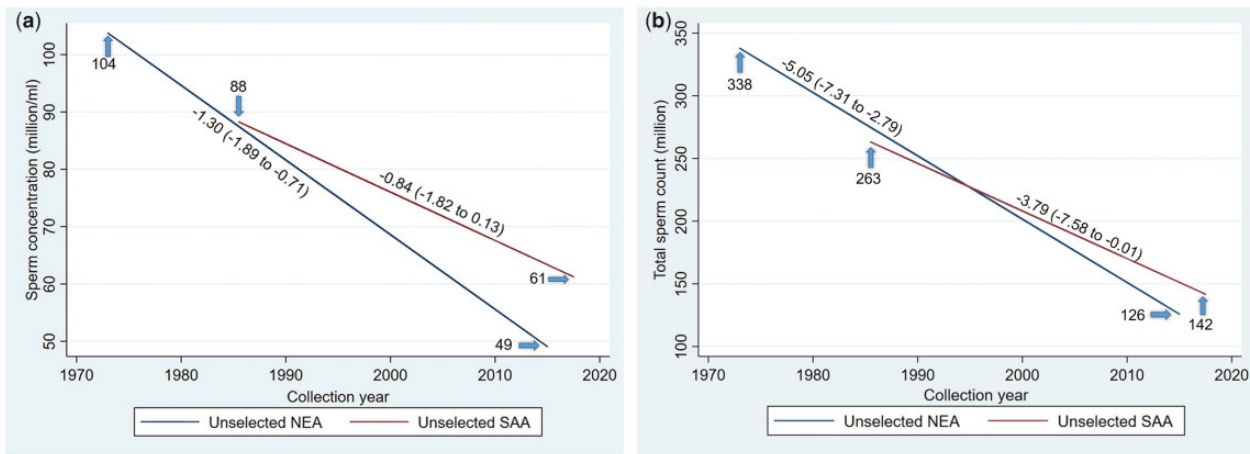 (a)
Sperm concentration (million/ml)
100
90
80
70
60
50
104
88
-1.30 (-1.89 to -0.71)
-0.84 (-1.82 to 0.13)
61
49
1970 1980 1990 2000 2010 2020
Collection year
Unselected NEA Unselected SAA
(b)
Total sperm count (million)
350
300
250
200
150
100
338
263
-5.05 (-7.31 to -2.79)
-3.79 (-7.58 to -0.01)
126
142
1970 1980 1990 2000 2010 2020
Collection year
Unselected NEA Unselected SAA